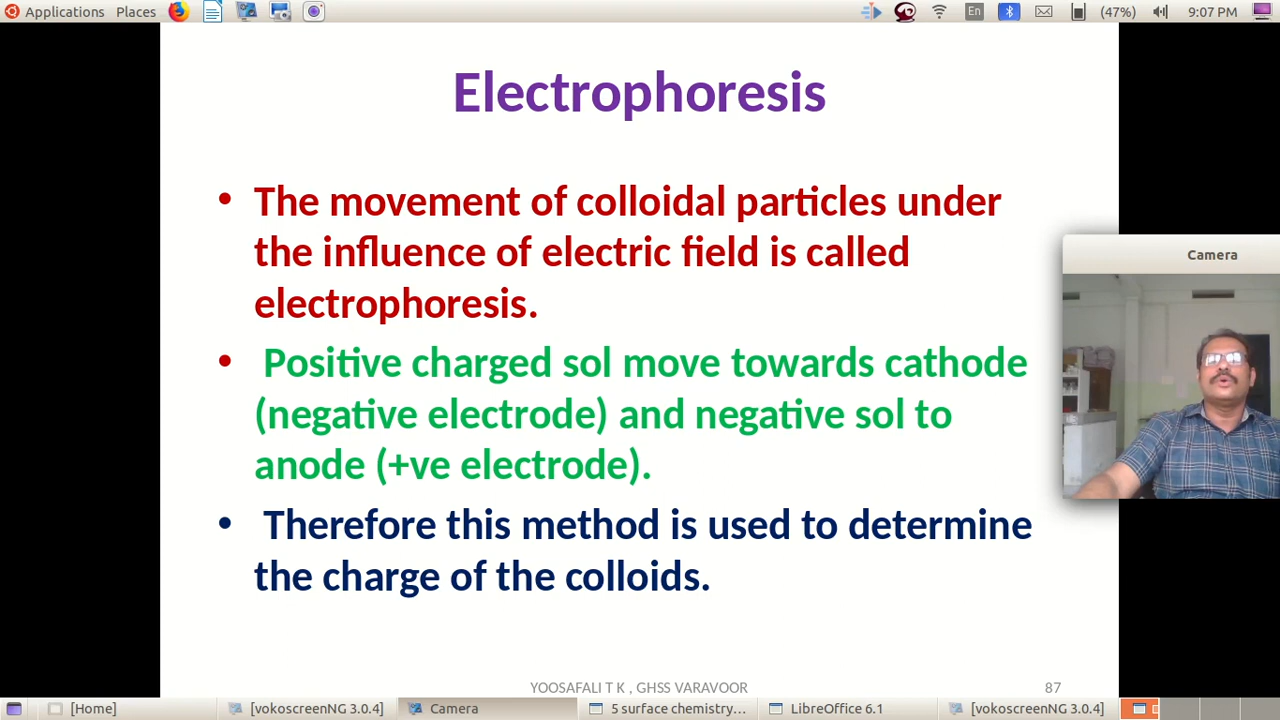 Applications Places En (47%) 9:07 PM
Electrophoresis
• The movement of colloidal particles under
the influence of electric field is called
electrophoresis.
• Positive charged sol move towards cathode
(negative electrode) and negative sol to
anode (+ve electrode).
• Therefore this method is used to determine
the charge of the colloids.
Camera
YOOSAFALI T K , GHSS VARAVOOR 87
[Home] [vokoscreenNG 3.0.4] Camera 5 surface chemistry... LibreOffice 6.1 [vokoscreenNG 3.0.4]